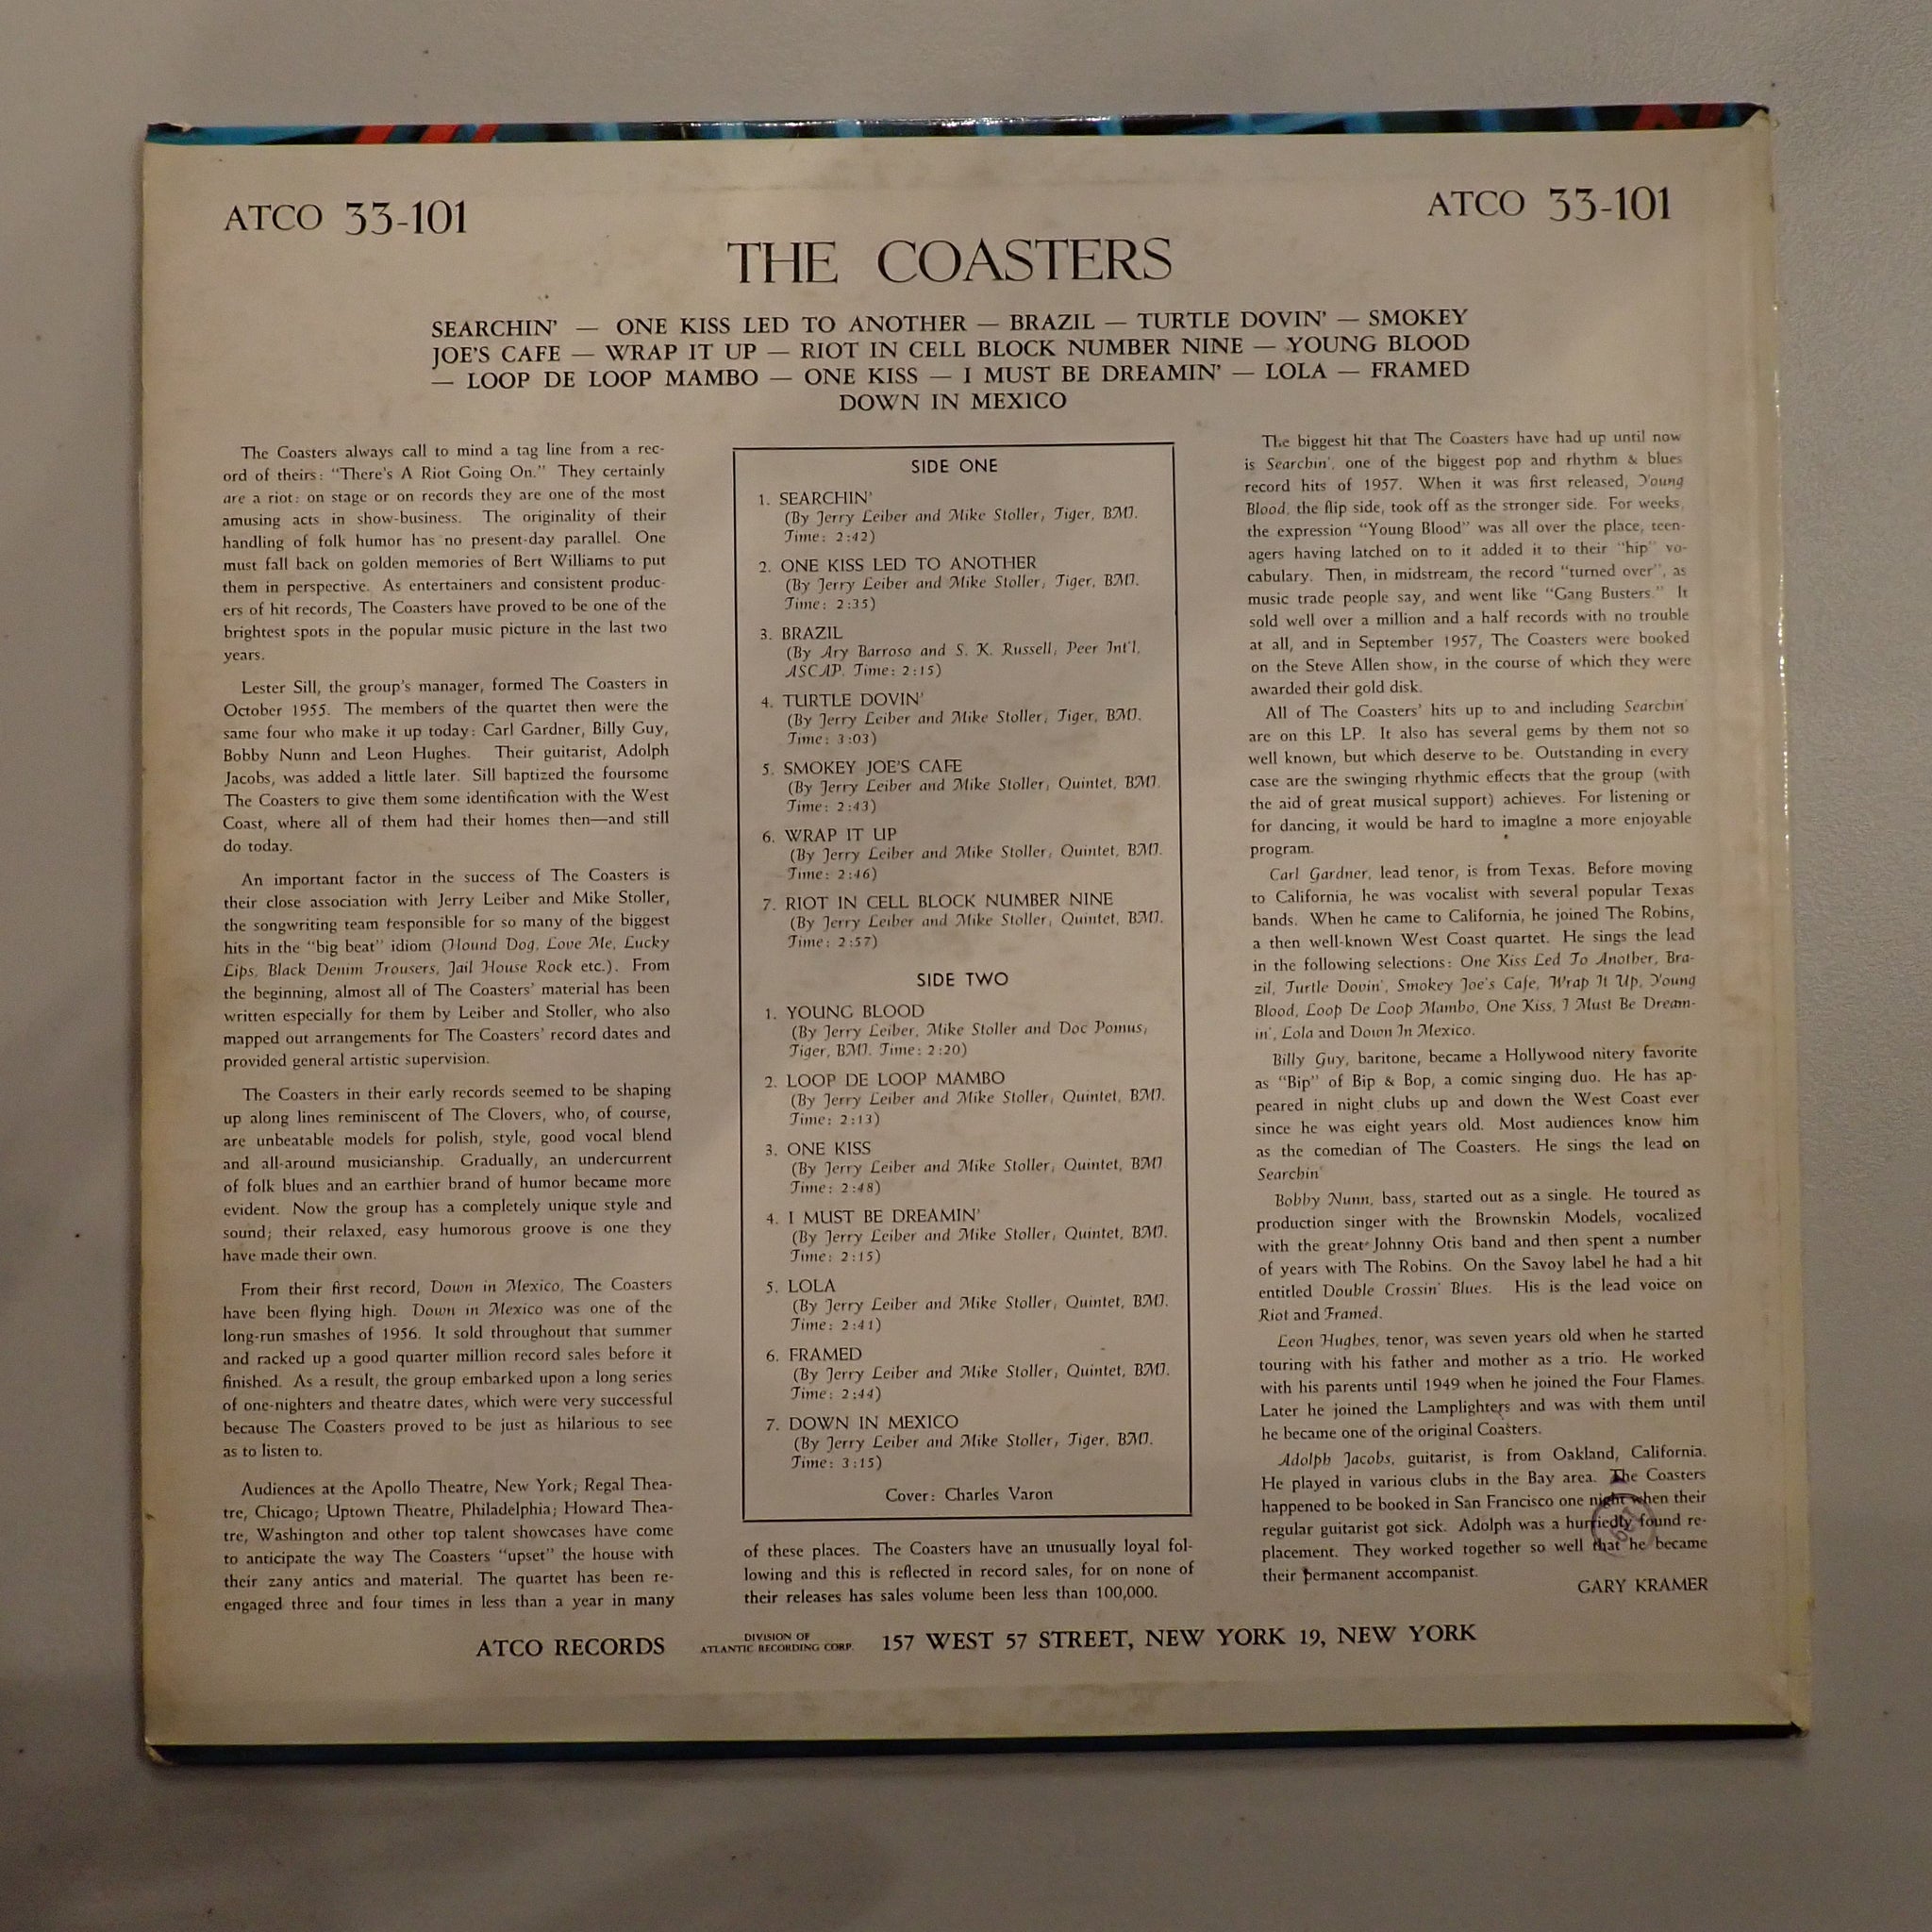 ATCO 33-101
ATCO 33-101
THE COASTERS
SEARCHIN' — ONE KISS LED TO ANOTHER — BRAZIL — TURTLE DOVIN' — SMOKEY
JOE'S CAFE — WRAP IT UP — RIOT IN CELL BLOCK NUMBER NINE — YOUNG BLOOD
— LOOP DE LOOP MAMBO — ONE KISS — I MUST BE DREAMIN' — LOLA — FRAMED
DOWN IN MEXICO
The Coasters always call to mind a tag line from a rec-
ord of theirs: "There's A Riot Going On." They certainly
are a riot: on stage or on records they are one of the most
amusing acts in show-business. The originality of their
handling of folk humor has no present-day parallel. One
must fall back on golden memories of Bert Williams to put
them in perspective. As entertainers and consistent produc-
ers of hit records, The Coasters have proved to be one of the
brightest spots in the popular music picture in the last two
years.
Lester Sill, the group's manager, formed The Coasters in
October 1955. The members of the quartet then were the
same four who make it up today: Carl Gardner, Billy Guy,
Bobby Nunn and Leon Hughes. Their guitarist, Adolph
Jacobs, was added a little later. Sill baptized the foursome
The Coasters to give them some identification with the West
Coast, where all of them had their homes then—and still
do today.
An important factor in the success of The Coasters is
their close association with Jerry Leiber and Mike Stoller,
the songwriting team responsible for so many of the biggest
hits in the "big beat" idiom (Hound Dog, Love Me, Lucky
Lips, Black Denim Trousers, Jail House Rock etc.). From
the beginning, almost all of The Coasters' material has been
written especially for them by Leiber and Stoller, who also
mapped out arrangements for The Coasters' record dates and
provided general artistic supervision.
The Coasters in their early records seemed to be shaping
up along lines reminiscent of The Clovers, who, of course,
are unbeatable models for polish, style, good vocal blend
and all-around musicianship. Gradually, an undercurrent
of folk blues and an earthier brand of humor became more
evident. Now the group has a completely unique style and
sound; their relaxed, easy humorous groove is one they
have made their own.
From their first record, Down in Mexico, The Coasters
have been flying high. Down in Mexico was one of the
long-run smashes of 1956. It sold throughout that summer
and racked up a good quarter million record sales before it
finished. As a result, the group embarked upon a long series
of one-nighters and theatre dates, which were very successful
because The Coasters proved to be just as hilarious to see
as to listen to.
Audiences at the Apollo Theatre, New York; Regal Thea-
tre, Chicago; Uptown Theatre, Philadelphia; Howard Thea-
tre, Washington and other top talent showcases have come
to anticipate the way The Coasters "upset" the house with
their zany antics and material. The quartet has been re-
engaged three and four times in less than a year in many
SIDE ONE
1. SEARCHIN'
(By Jerry Leiber and Mike Stoller; Tiger, BMI.
Time: 2:42)
2. ONE KISS LED TO ANOTHER
(By Jerry Leiber and Mike Stoller; Tiger, BMI.
Time: 2:35)
3. BRAZIL
(By Ary Barroso and S. K. Russell; Peer Int'l,
ASCAP. Time: 2:15)
4. TURTLE DOVIN'
(By Jerry Leiber and Mike Stoller; Tiger, BMI.
Time: 3:03)
5. SMOKEY JOE'S CAFE
(By Jerry Leiber and Mike Stoller; Quintet, BMI.
Time: 2:43)
6. WRAP IT UP
(By Jerry Leiber and Mike Stoller; Quintet, BMI.
Time: 2:46)
7. RIOT IN CELL BLOCK NUMBER NINE
(By Jerry Leiber and Mike Stoller; Quintet, BMI.
Time: 2:57)
SIDE TWO
1. YOUNG BLOOD
(By Jerry Leiber, Mike Stoller and Doc Pomus;
Tiger, BMI. Time: 2:20)
2. LOOP DE LOOP MAMBO
(By Jerry Leiber and Mike Stoller; Quintet, BMI.
Time: 2:13)
3. ONE KISS
(By Jerry Leiber and Mike Stoller; Quintet, BMI
Time: 2:48)
4. I MUST BE DREAMIN'
(By Jerry Leiber and Mike Stoller; Quintet, BMI.
Time: 2:15)
5. LOLA
(By Jerry Leiber and Mike Stoller; Quintet, BMI.
Time: 2:41)
6. FRAMED
(By Jerry Leiber and Mike Stoller; Quintet, BMI.
Time: 2:44)
7. DOWN IN MEXICO
(By Jerry Leiber and Mike Stoller; Tiger, BMI.
Time: 3:15)
Cover: Charles Varon
of these places. The Coasters have an unusually loyal fol-
lowing and this is reflected in record sales, for on none of
their releases has sales volume been less than 100,000.
The biggest hit that The Coasters have had up until now
is Searchin', one of the biggest pop and rhythm & blues
record hits of 1957. When it was first released, Young
Blood, the flip side, took off as the stronger side. For weeks,
the expression "Young Blood" was all over the place, teen-
agers having latched on to it added it to their "hip" vo-
cabulary. Then, in midstream, the record "turned over", as
music trade people say, and went like "Gang Busters." It
sold well over a million and a half records with no trouble
at all, and in September 1957, The Coasters were booked
on the Steve Allen show, in the course of which they were
awarded their gold disk.
All of The Coasters' hits up to and including Searchin'
are on this LP. It also has several gems by them not so
well known, but which deserve to be. Outstanding in every
case are the swinging rhythmic effects that the group (with
the aid of great musical support) achieves. For listening or
for dancing, it would be hard to imagine a more enjoyable
program.
Carl Gardner, lead tenor, is from Texas. Before moving
to California, he was vocalist with several popular Texas
bands. When he came to California, he joined The Robins,
a then well-known West Coast quartet. He sings the lead
in the following selections: One Kiss Led To Another, Bra-
zil, Turtle Dovin', Smokey Joe's Cafe, Wrap It Up, Young
Blood, Loop De Loop Mambo, One Kiss, I Must Be Dream-
in', Lola and Down In Mexico.
Billy Guy, baritone, became a Hollywood nitery favorite
as "Bip" of Bip & Bop, a comic singing duo. He has ap-
peared in night clubs up and down the West Coast ever
since he was eight years old. Most audiences know him
as the comedian of The Coasters. He sings the lead on
Searchin'
Bobby Nunn, bass, started out as a single. He toured as
production singer with the Brownskin Models, vocalized
with the great Johnny Otis band and then spent a number
of years with The Robins. On the Savoy label he had a hit
entitled Double Crossin' Blues. His is the lead voice on
Riot and Framed.
Leon Hughes, tenor, was seven years old when he started
touring with his father and mother as a trio. He worked
with his parents until 1949 when he joined the Four Flames.
Later he joined the Lamplighters and was with them until
he became one of the original Coasters.
Adolph Jacobs, guitarist, is from Oakland, California.
He played in various clubs in the Bay area. The Coasters
happened to be booked in San Francisco one night when their
regular guitarist got sick. Adolph was a hurriedly found re-
placement. They worked together so well that he became
their permanent accompanist.
GARY KRAMER
ATCO RECORDS
DIVISION OF
ATLANTIC RECORDING CORP.
157 WEST 57 STREET, NEW YORK 19, NEW YORK